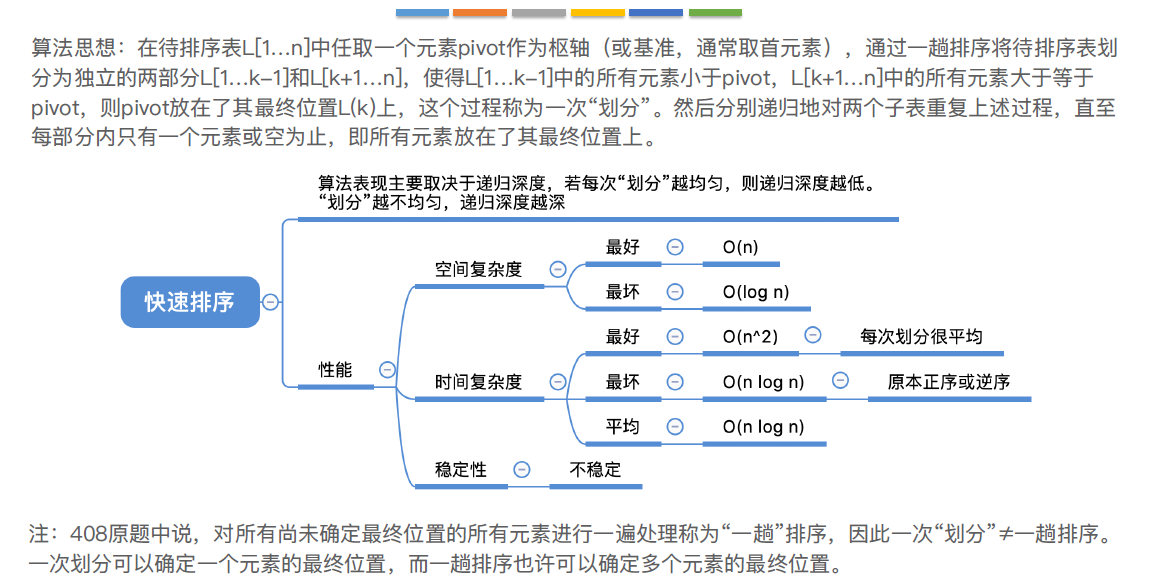 算法思想：在待排序表L[1…n]中任取一个元素pivot作为枢轴（或基准，通常取首元素），通过一趟排序将待排序表划
分为独立的两部分L[1…k-1]和L[k+1…n]，使得L[1…k-1]中的所有元素小于pivot，L[k+1…n]中的所有元素大于等于
pivot，则pivot放在了其最终位置L(k)上，这个过程称为一次“划分”。然后分别递归地对两个子表重复上述过程，直至
每部分内只有一个元素或空为止，即所有元素放在了其最终位置上。
算法表现主要取决于递归深度，若每次“划分”越均匀，则递归深度越低。
“划分”越不均匀，递归深度越深
快速排序
性能
空间复杂度
最好
O(n)
最坏
O(log n)
时间复杂度
最好
O(n^2)
每次划分很平均
最坏
O(n log n)
原本正序或逆序
平均
O(n log n)
稳定性
不稳定
注：408原题中说，对所有尚未确定最终位置的所有元素进行一遍处理称为“一趟”排序，因此一次“划分”≠一趟排序。
一次划分可以确定一个元素的最终位置，而一趟排序也许可以确定多个元素的最终位置。